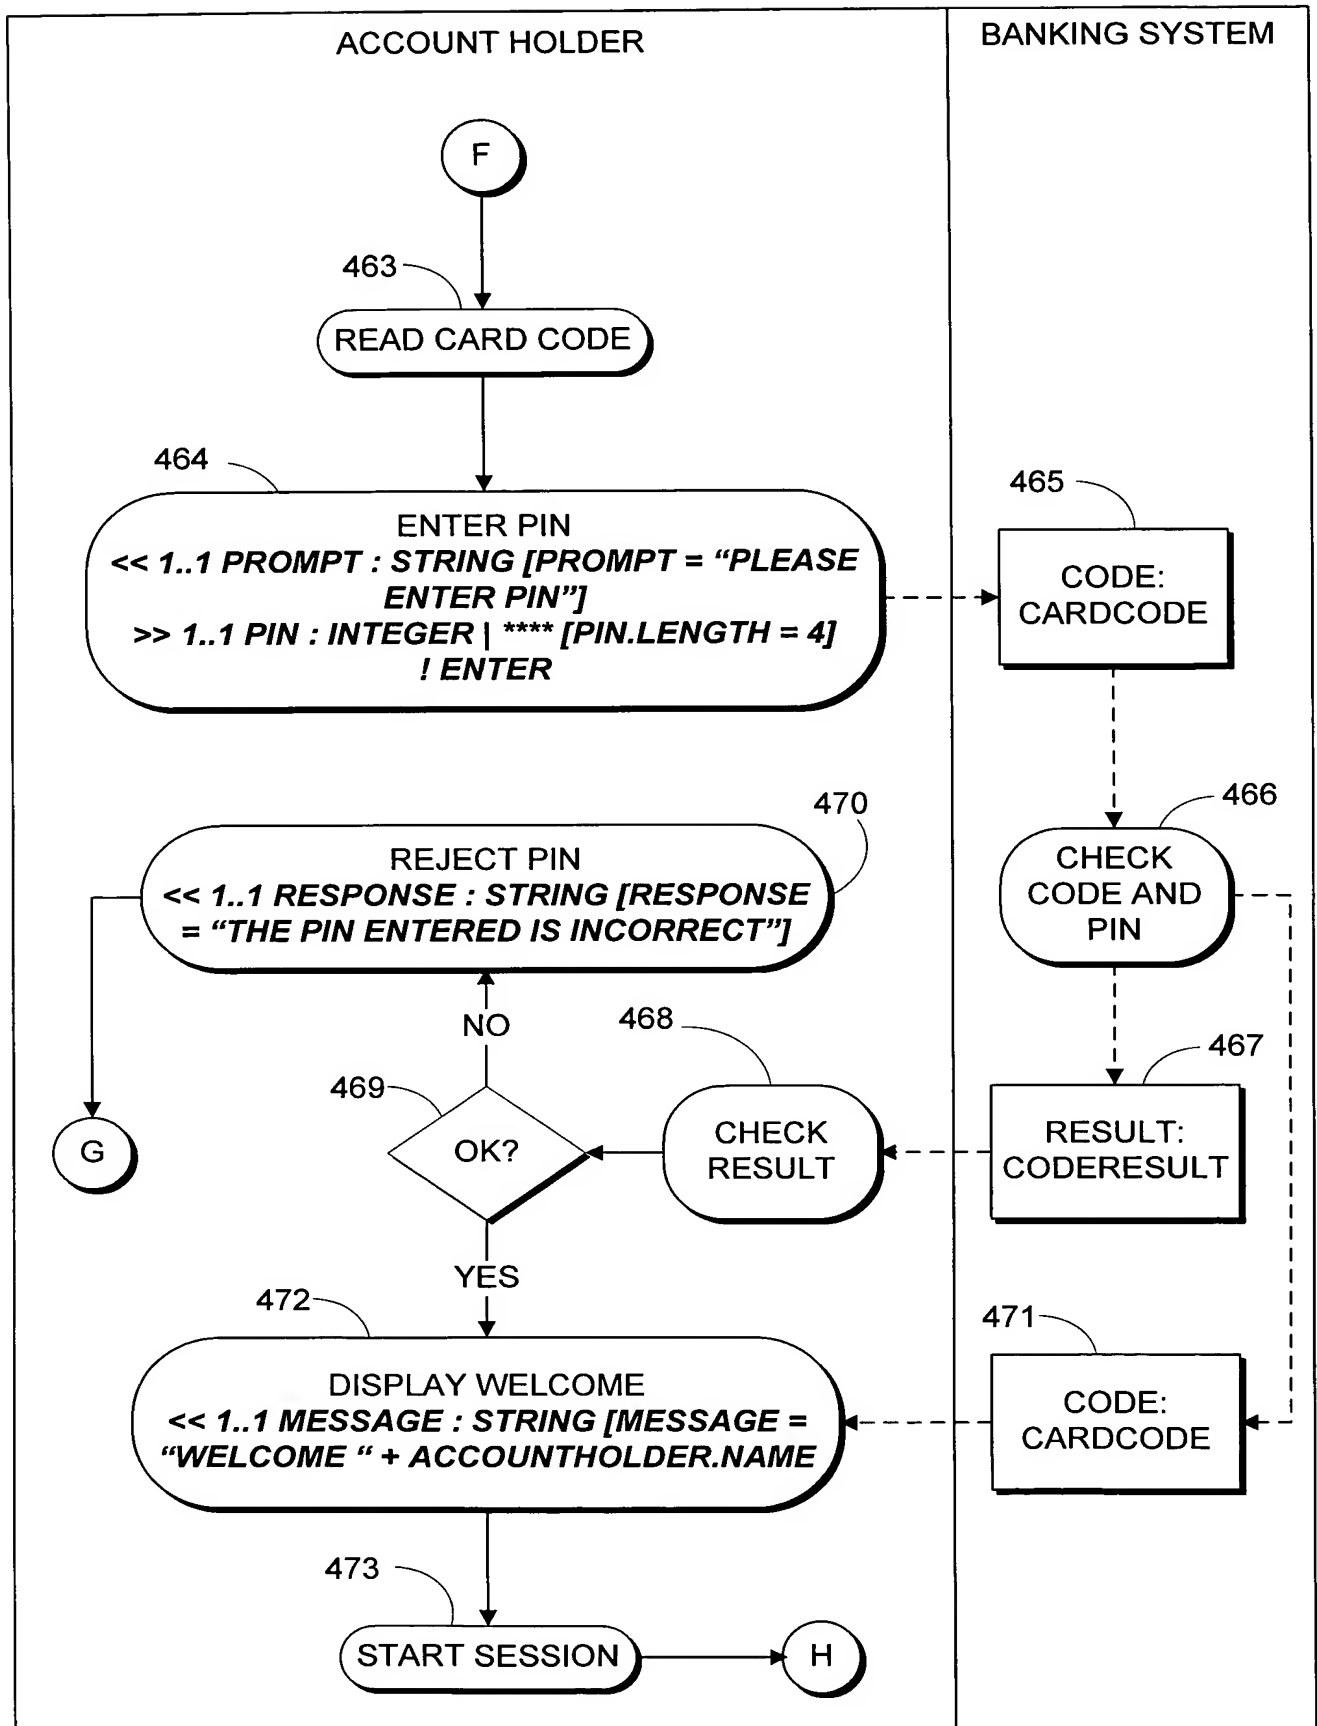 ACCOUNT HOLDER
BANKING SYSTEM
F
463
READ CARD CODE
464
ENTER PIN
<< 1..1 PROMPT : STRING [PROMPT = “PLEASE
ENTER PIN”]
>> 1..1 PIN : INTEGER | **** [PIN.LENGTH = 4]
! ENTER
465
CODE:
CARDCODE
470
REJECT PIN
<< 1..1 RESPONSE : STRING [RESPONSE
= “THE PIN ENTERED IS INCORRECT”]
466
CHECK
CODE AND
PIN
NO
468
467
469
G
OK?
CHECK
RESULT
RESULT:
CODERESULT
YES
472
471
DISPLAY WELCOME
<< 1..1 MESSAGE : STRING [MESSAGE =
“WELCOME “ + ACCOUNTHOLDER.NAME
CODE:
CARDCODE
473
START SESSION
H